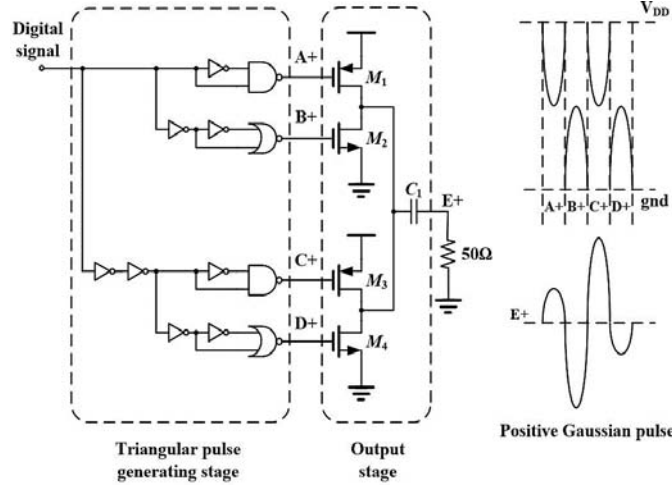 Digital
signal
A+
M1
B+
M2
C1
E+
50Ω
C+
M3
D+
M4
Triangular pulse
generating stage
Output
stage
VDD
A+ B+ C+ D+
gnd
E+
Positive Gaussian pulse